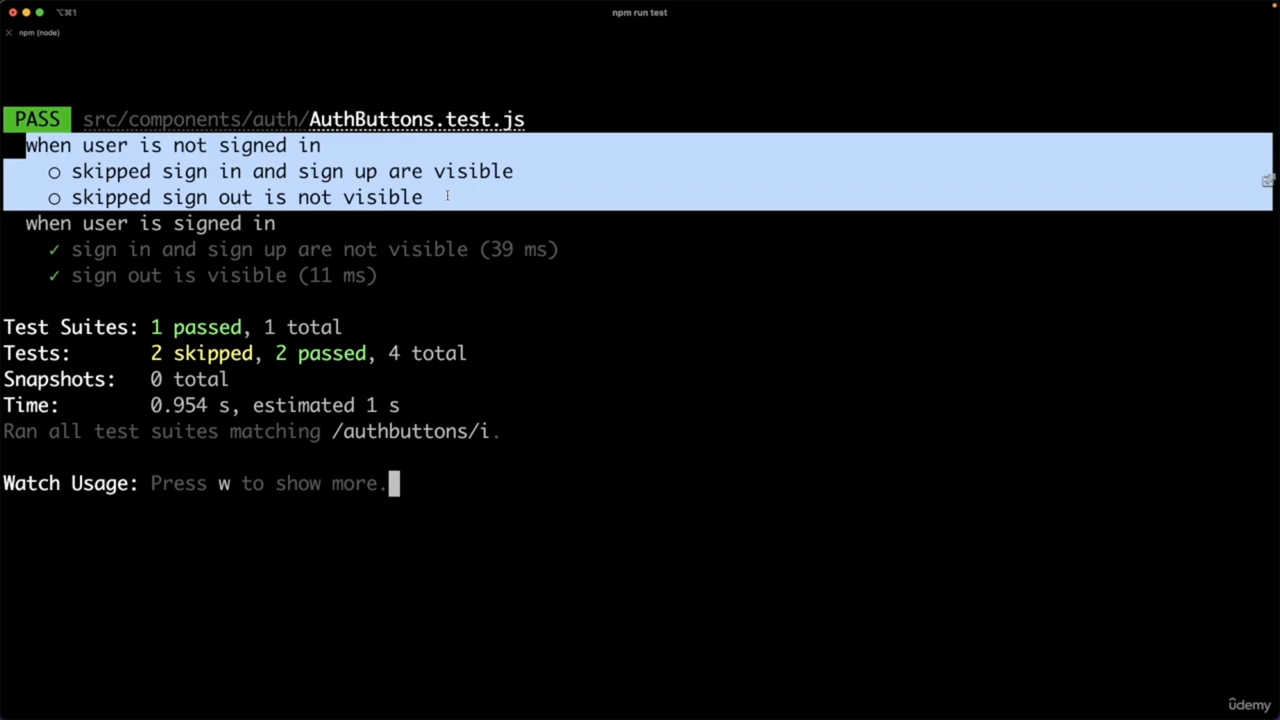 ⌥⌘1
npm run test
npm (node)
PASS src/components/auth/AuthButtons.test.js
when user is not signed in
○ skipped sign in and sign up are visible
○ skipped sign out is not visible
when user is signed in
✓ sign in and sign up are not visible (39 ms)
✓ sign out is visible (11 ms)
Test Suites: 1 passed, 1 total
Tests: 2 skipped, 2 passed, 4 total
Snapshots: 0 total
Time: 0.954 s, estimated 1 s
Ran all test suites matching /authbuttons/i.
Watch Usage: Press w to show more.
ûdemy